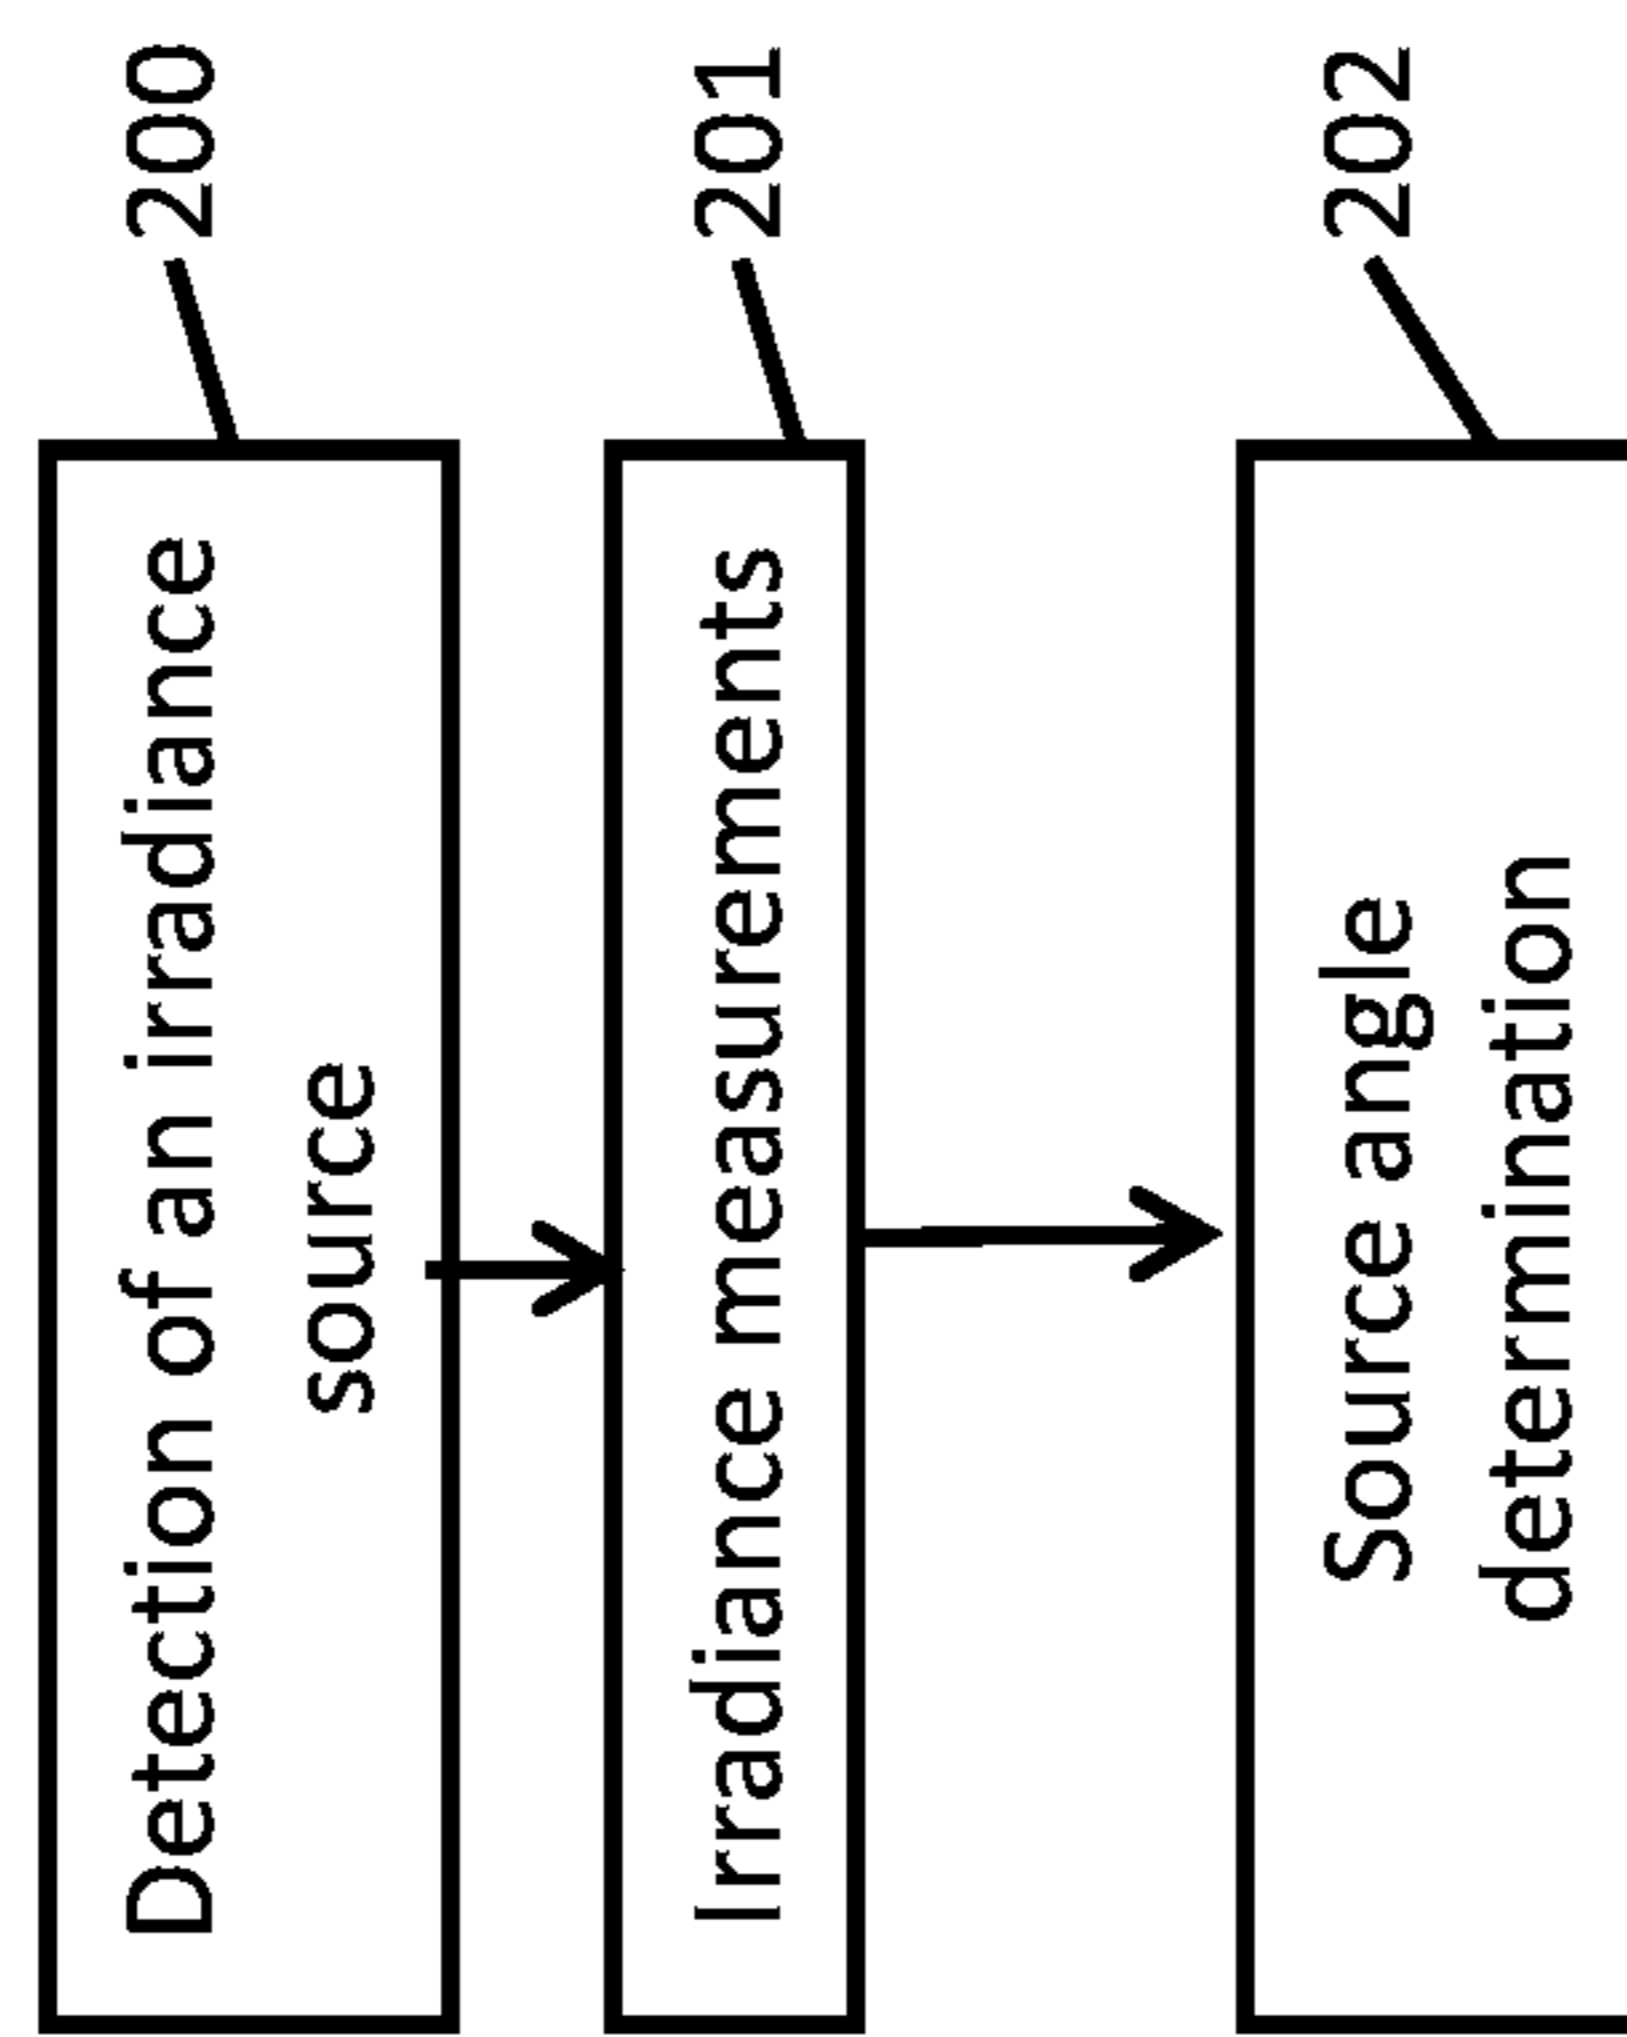 Detection of an irradiance
source
200
Irradiance measurements
201
Source angle
determination
202